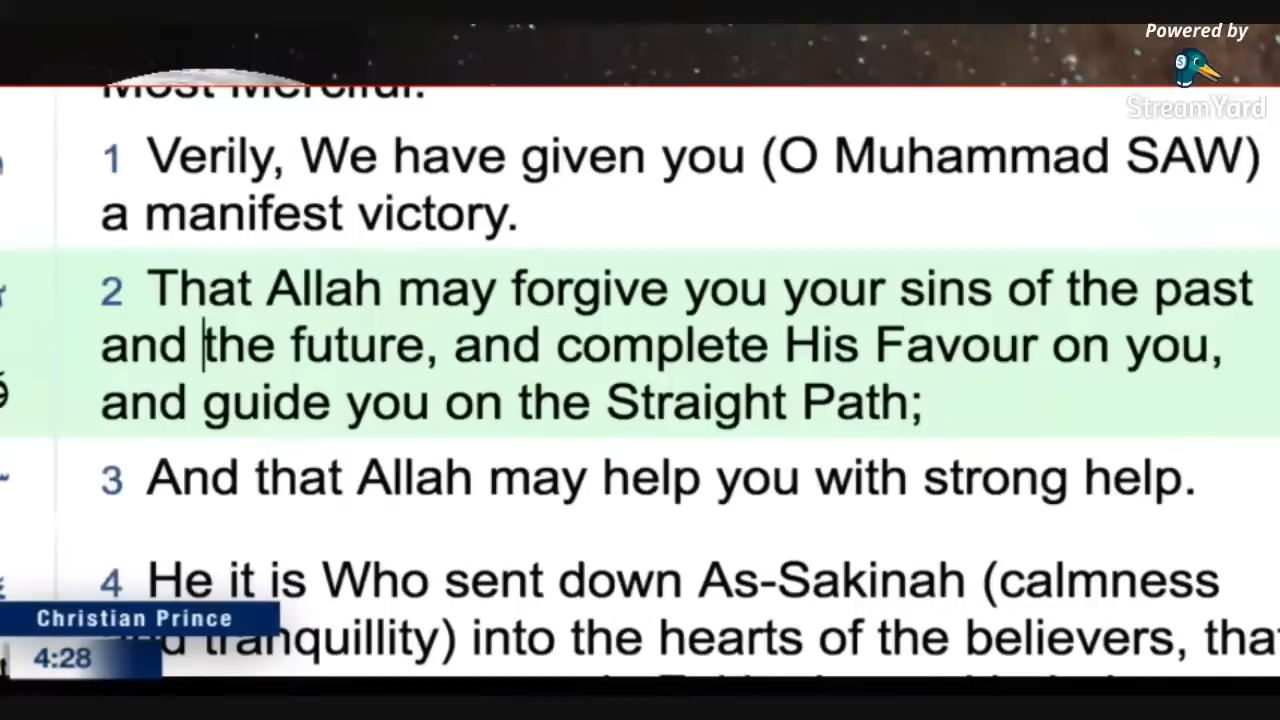 Powered by
StreamYard
Most Merciful.
1 Verily, We have given you (O Muhammad SAW)
a manifest victory.
2 That Allah may forgive you your sins of the past
and the future, and complete His Favour on you,
and guide you on the Straight Path;
3 And that Allah may help you with strong help.
4 He it is Who sent down As-Sakinah (calmness
tranquillity) into the hearts of the believers, tha
Christian Prince
4:28